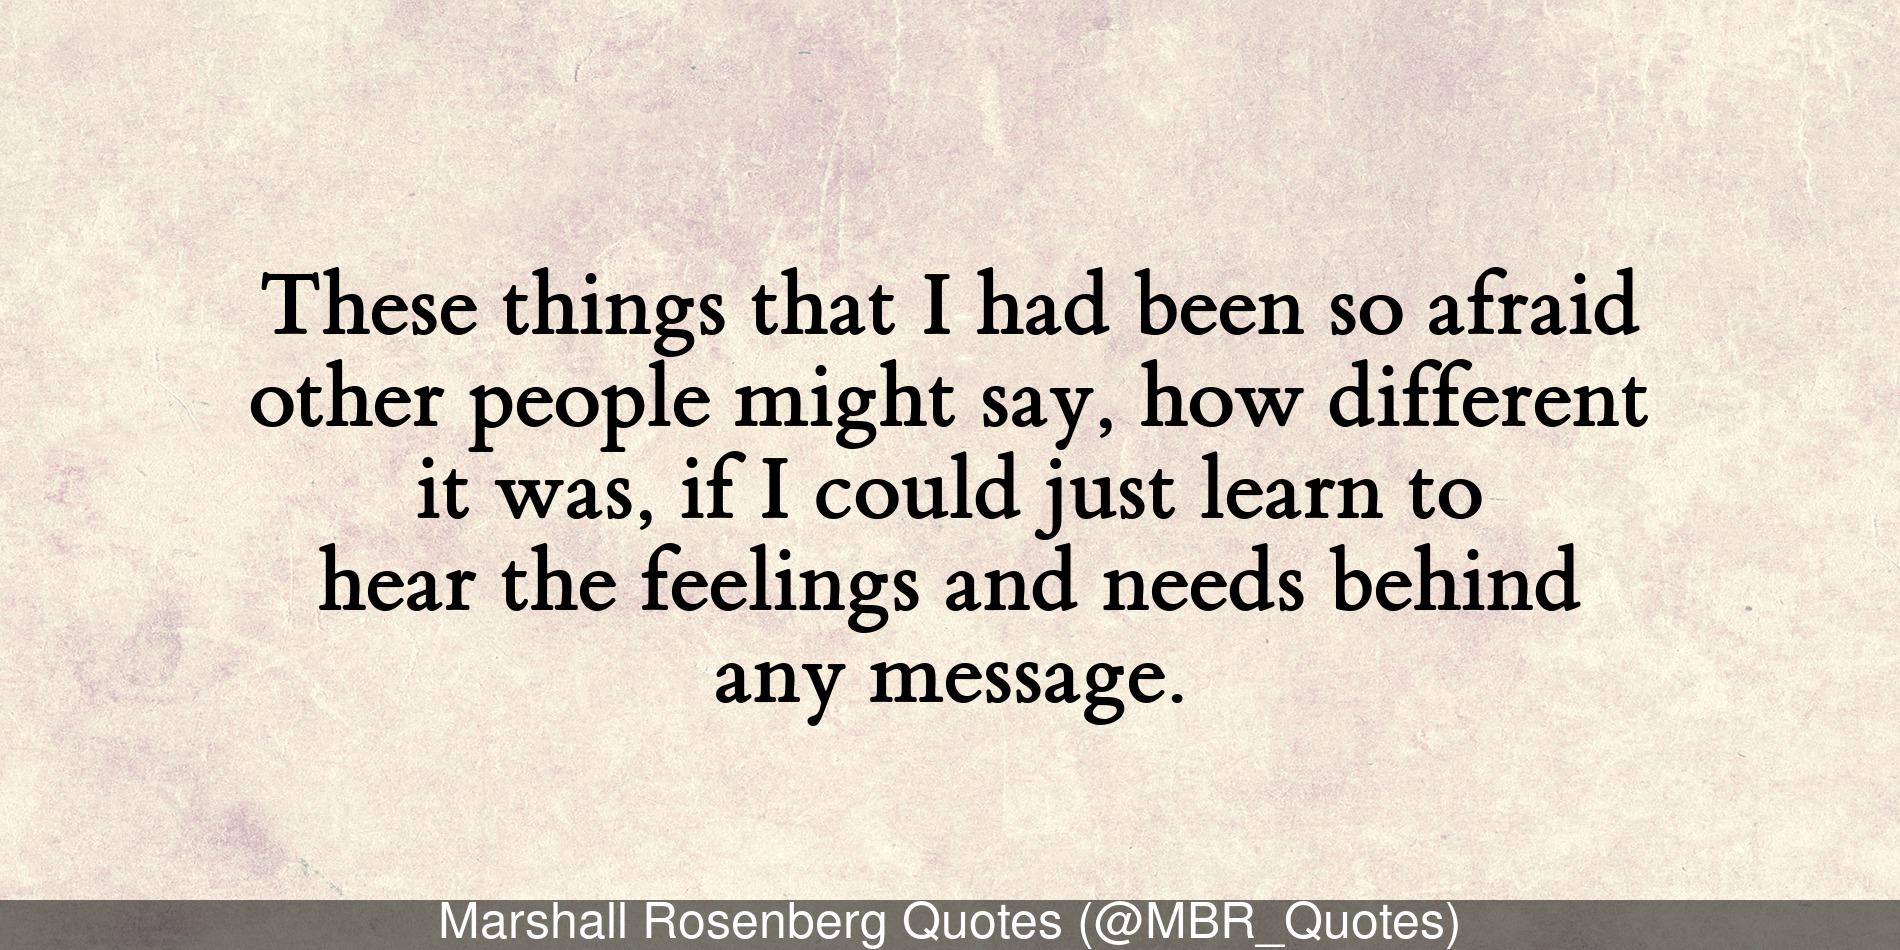 These things that I had been so afraid
other people might say, how different
it was, if I could just learn to
hear the feelings and needs behind
any message.
Marshall Rosenberg Quotes (@MBR_Quotes)